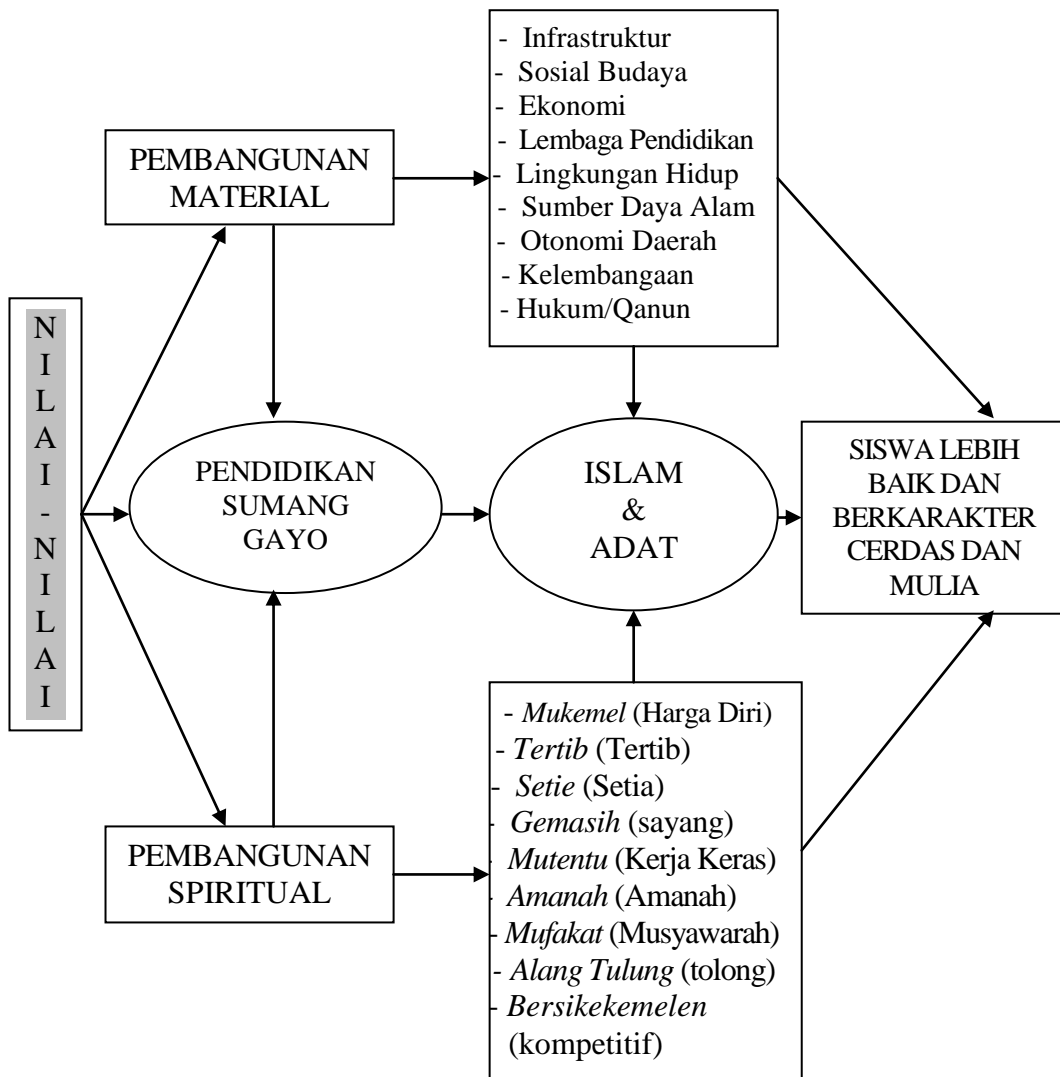 NILAI-NILAI
PEMBANGUNAN
MATERIAL
- Infrastruktur
- Sosial Budaya
- Ekonomi
- Lembaga Pendidikan
- Lingkungan Hidup
- Sumber Daya Alam
- Otonomi Daerah
- Kelembangaan
- Hukum/Qanun
PENDIDIKAN
SUMANG
GAYO
ISLAM
&
ADAT
SISWA LEBIH
BAIK DAN
BERKARAKTER
CERDAS DAN
MULIA
PEMBANGUNAN
SPIRITUAL
- Mukemel (Harga Diri)
- Tertib (Tertib)
- Setie (Setia)
- Gemasih (sayang)
- Mutentu (Kerja Keras)
- Amanah (Amanah)
- Mufakat (Musyawarah)
- Alang Tulung (tolong)
- Bersikekemelen
(kompetitif)